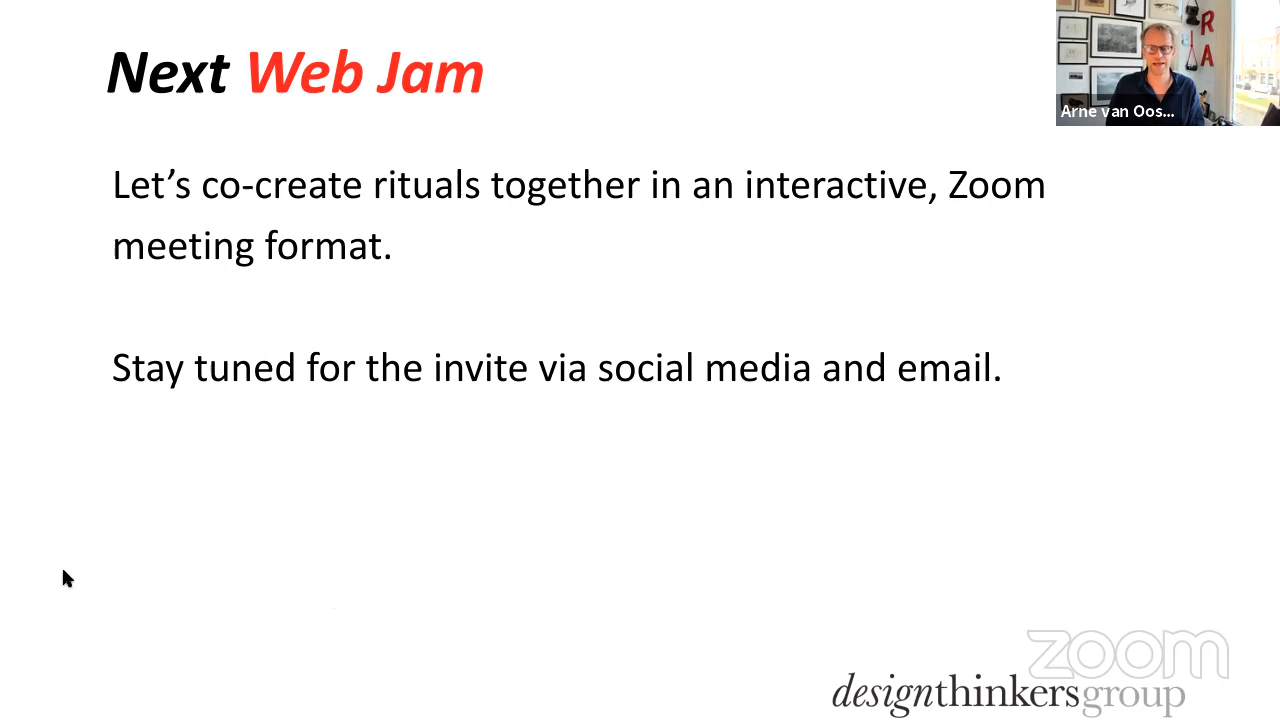 Next Web Jam
R
A
Arne van Oos...
Let’s co-create rituals together in an interactive, Zoom
meeting format.
Stay tuned for the invite via social media and email.
zoom
designthinkersgroup